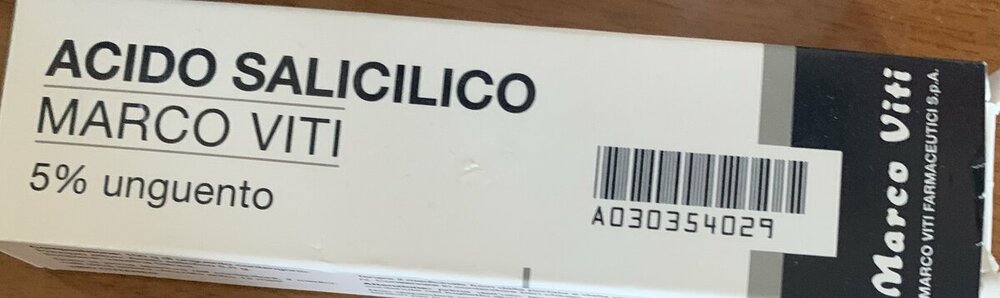 ACIDO SALICILICO
MARCO VITI
5% unguento
A030354029
Marco Viti
MARCO VITI FARMACEUTICI S.p.A.